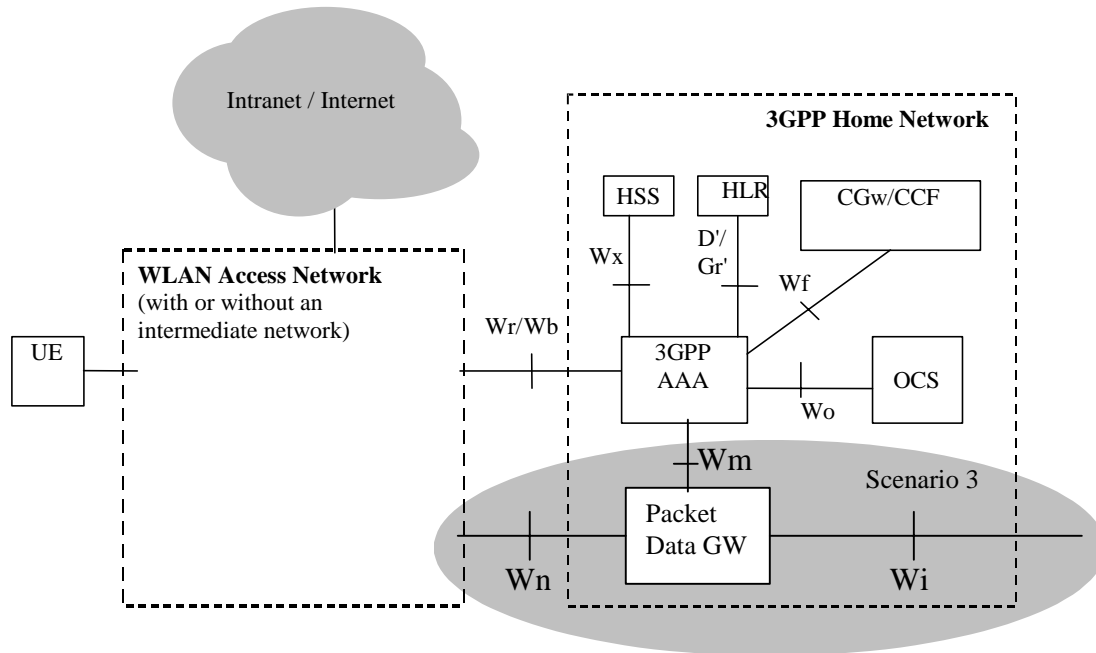 Intranet / Internet
3GPP Home Network
HSS
HLR
CGw/CCF
D'/
Gr'
Wx
Wf
WLAN Access Network
(with or without an
intermediate network)
Wr/Wb
UE
3GPP
AAA
OCS
Wo
Wm
Scenario 3
Packet
Data GW
Wn
Wi